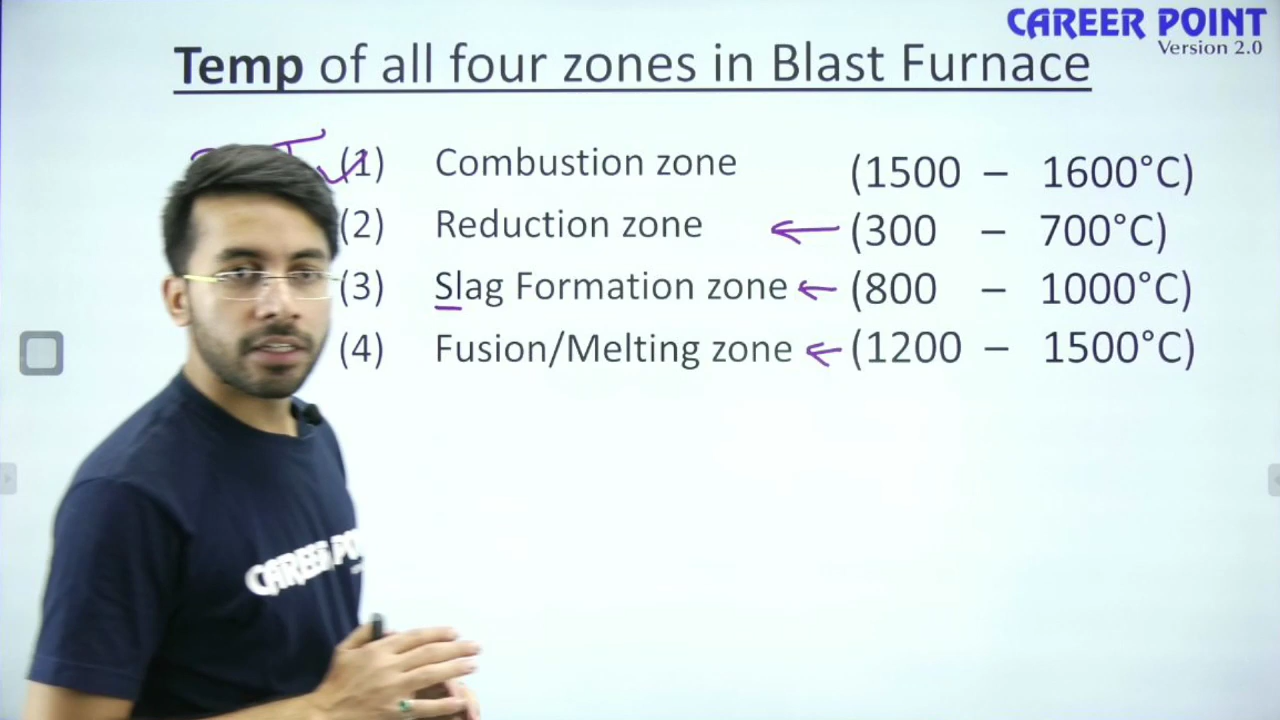 CAREER POINT
Version 2.0
Temp of all four zones in Blast Furnace
(1) Combustion zone (1500 – 1600°C)
(2) Reduction zone (300 – 700°C)
(3) Slag Formation zone (800 – 1000°C)
(4) Fusion/Melting zone (1200 – 1500°C)
CAREER